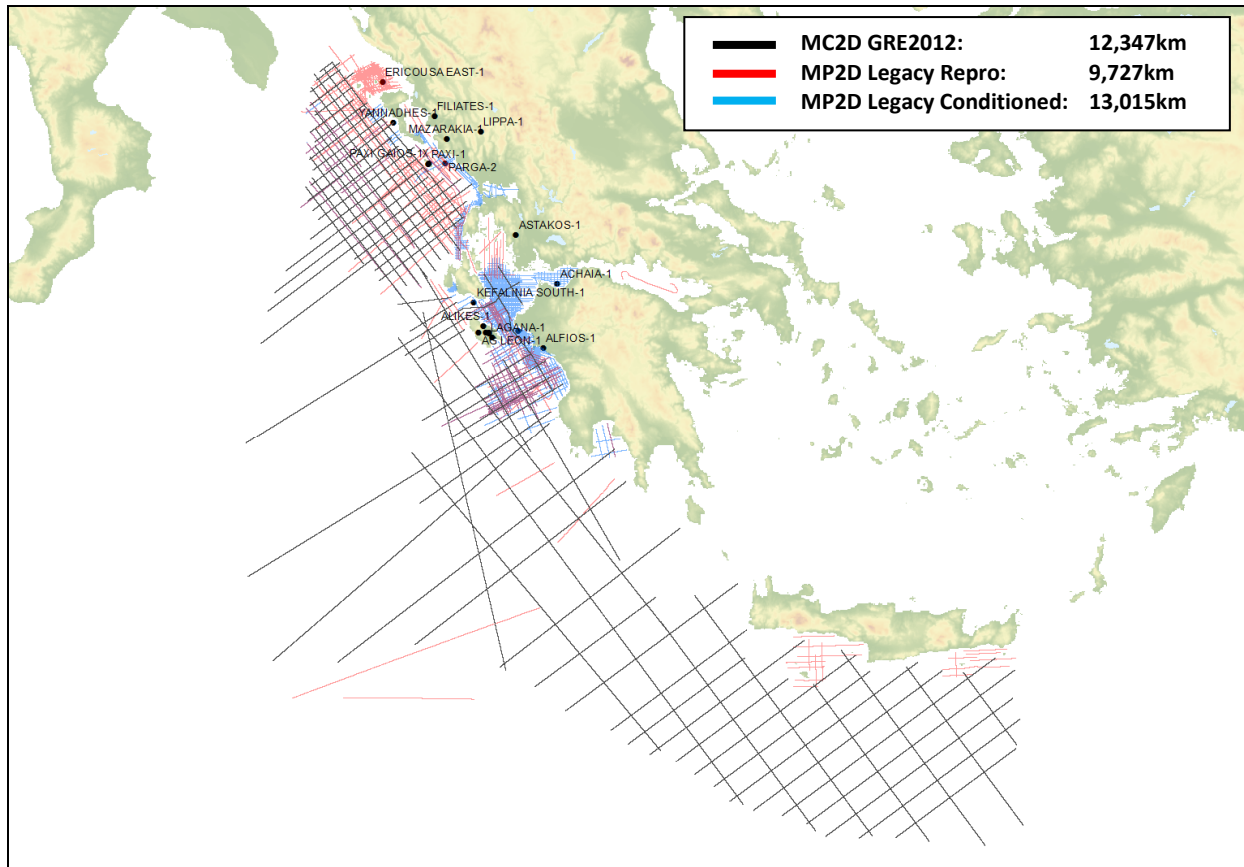 MC2D GRE2012: 12,347km
MP2D Legacy Repro: 9,727km
MP2D Legacy Conditioned: 13,015km
ERICOUSA EAST-1
FILIATES-1
YANNADHES-1
LIPPA-1
MAZARAKIA-1
PAXI GAIOS-1X
PAXI-1
PARGA-2
ASTAKOS-1
ACHAIA-1
KEFALINIA SOUTH-1
ALIKES-1
LAGANA-1
AG LEON-1
ALFIOS-1